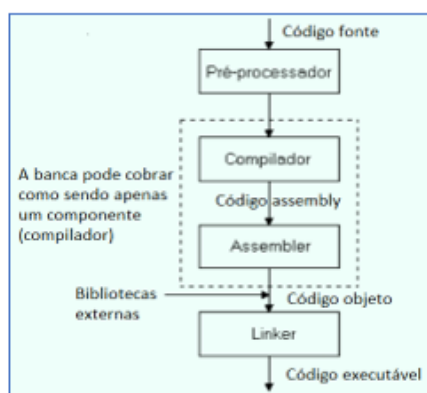 Código fonte
Pré-processador
Compilador
A banca pode cobrar
como sendo apenas
um componente
(compilador)
Código assembly
Assembler
Bibliotecas
externas
Código objeto
Linker
Código executável